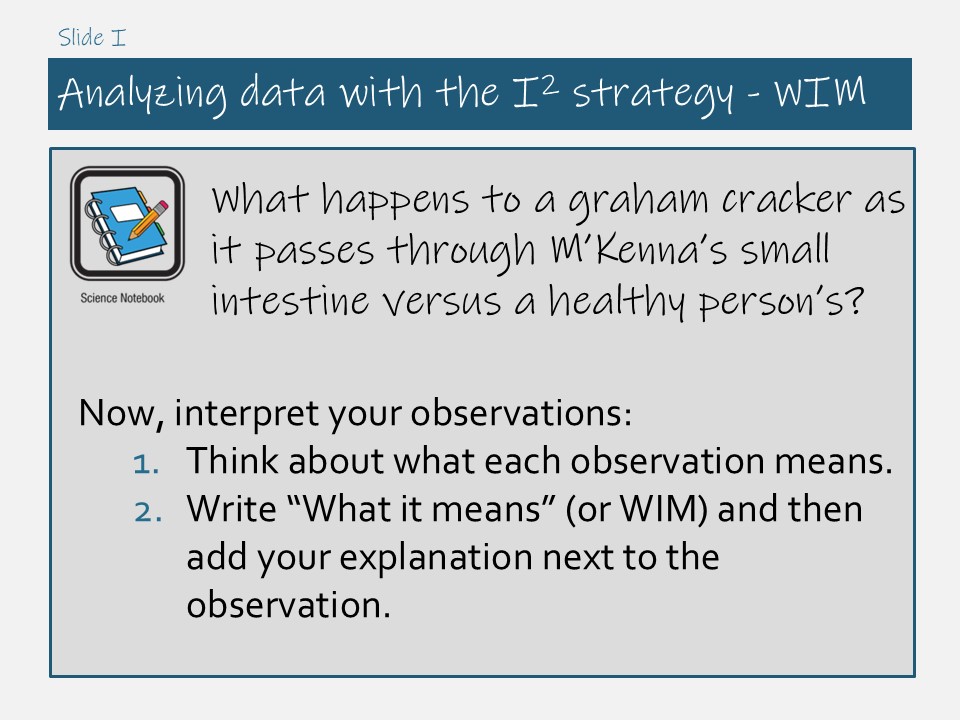 Slide I
Analyzing data with the I² strategy - WIM
What happens to a graham cracker as
it passes through M’Kenna’s small
intestine versus a healthy person’s?
Science Notebook
Now, interpret your observations:
1. Think about what each observation means.
2. Write “What it means” (or WIM) and then
add your explanation next to the
observation.